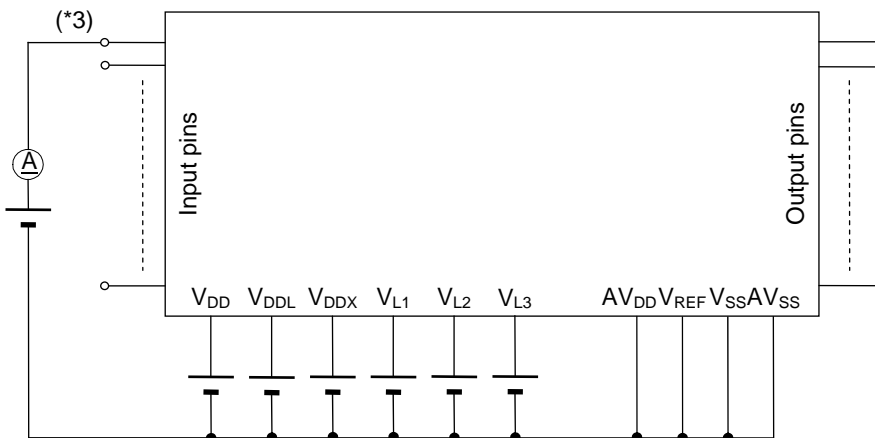 (*3)
A
Input pins
Output pins
VDD VDDL VDDX VL1 VL2 VL3 AVDD VREF VSS AVSS